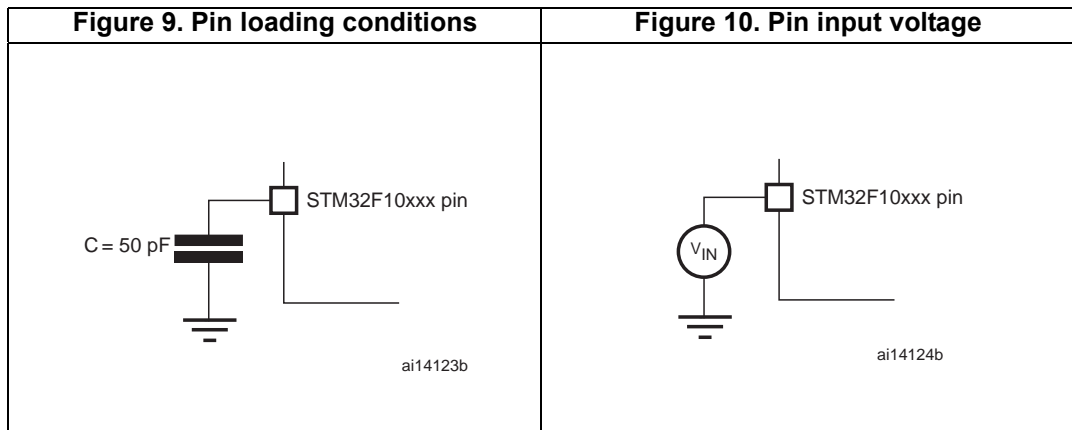 Figure 9. Pin loading conditions
Figure 10. Pin input voltage
STM32F10xxx pin
C = 50 pF
ai14123b
STM32F10xxx pin
VIN
ai14124b